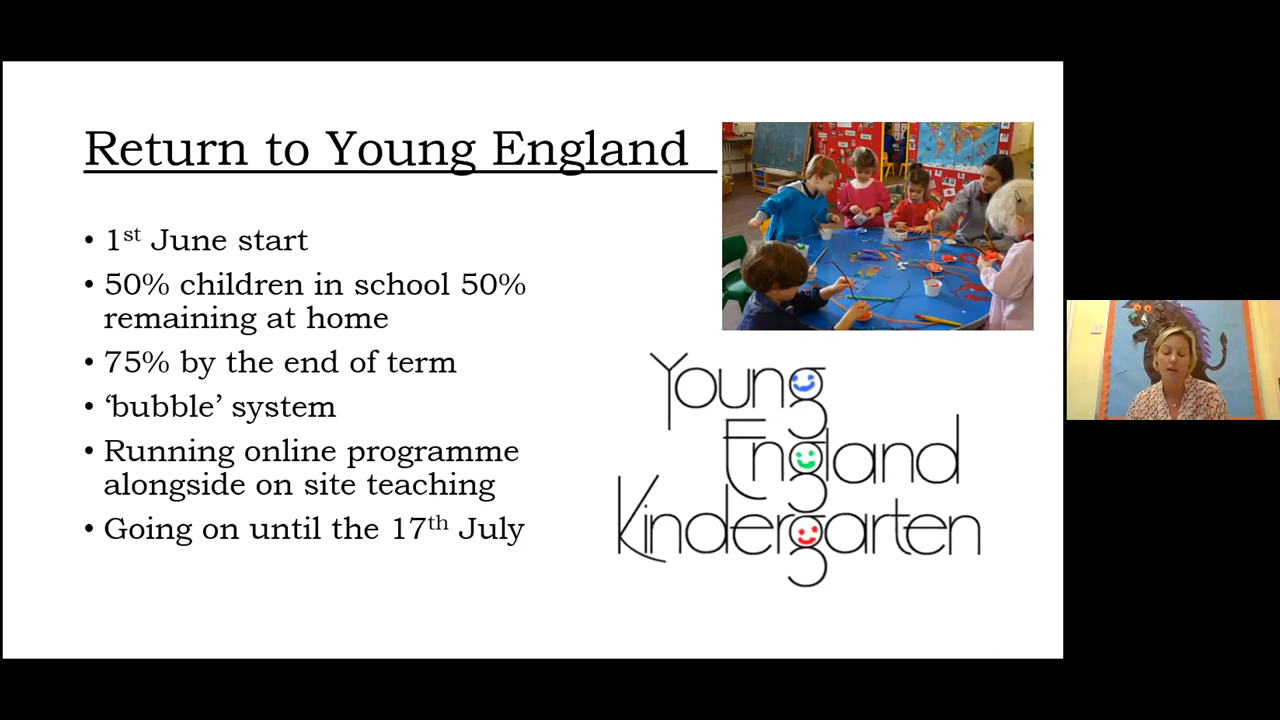 Return to Young England
• 1st June start
• 50% children in school 50%
remaining at home
• 75% by the end of term
• ‘bubble’ system
• Running online programme
alongside on site teaching
• Going on until the 17th July
Young
England
Kindergarten